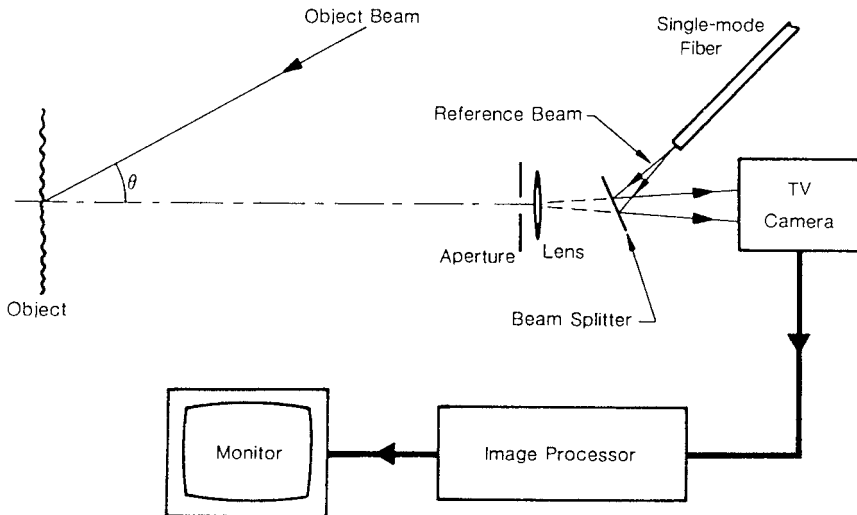 Object Beam
Single-mode
Fiber
Reference Beam
θ
TV
Camera
Aperture
Lens
Object
Beam Splitter
Monitor
Image Processor